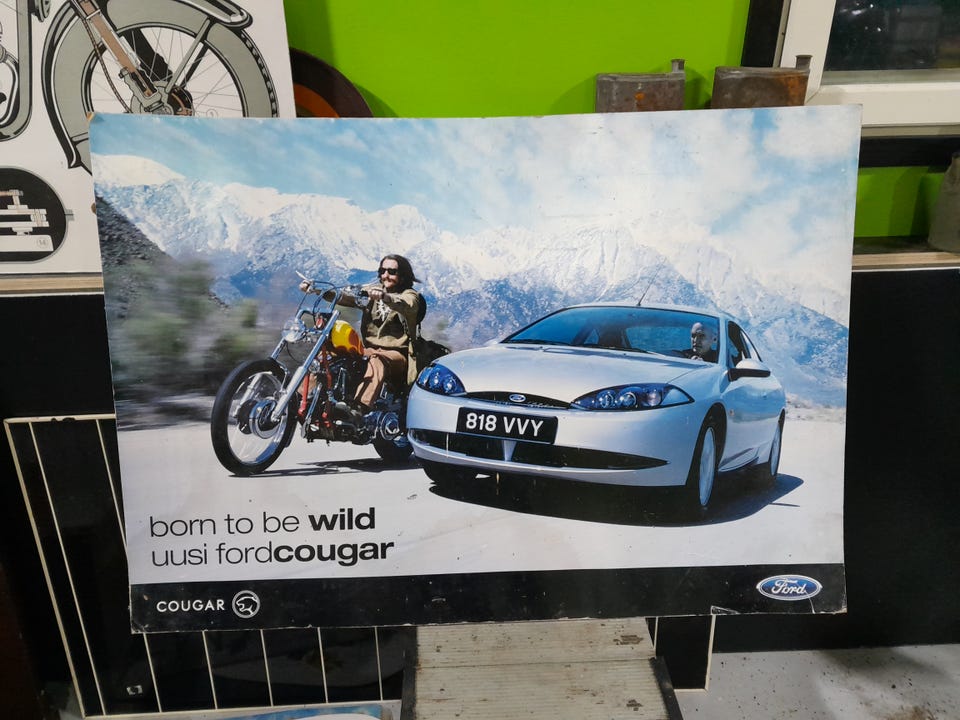 818 VVY
born to be wild
uusi fordcougar
COUGAR
Ford